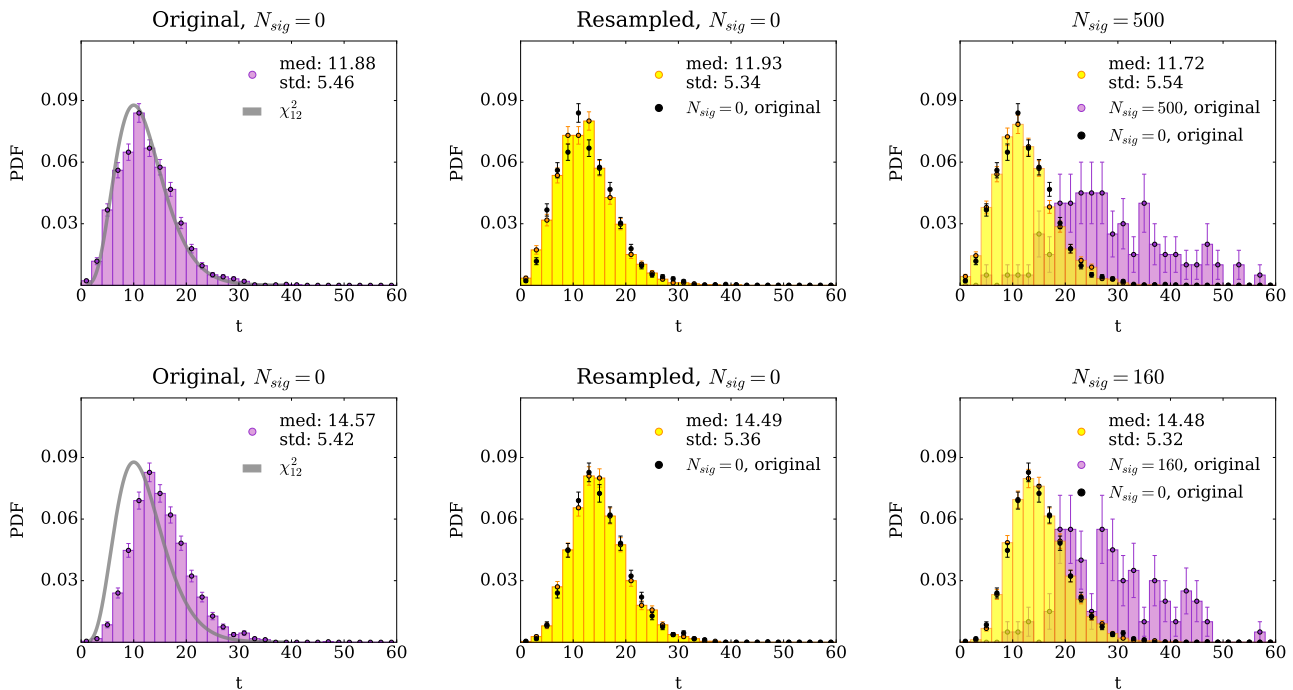 Original, N_sig = 0
med: 11.88
std: 5.46
χ²₁₂
PDF
0.09
0.06
0.03
0 10 20 30 40 50 60
t
Resampled, N_sig = 0
med: 11.93
std: 5.34
N_sig = 0, original
PDF
0.09
0.06
0.03
0 10 20 30 40 50 60
t
N_sig = 500
med: 11.72
std: 5.54
N_sig = 500, original
N_sig = 0, original
PDF
0.09
0.06
0.03
0 10 20 30 40 50 60
t
Original, N_sig = 0
med: 14.57
std: 5.42
χ²₁₂
PDF
0.09
0.06
0.03
0 10 20 30 40 50 60
t
Resampled, N_sig = 0
med: 14.49
std: 5.36
N_sig = 0, original
PDF
0.09
0.06
0.03
0 10 20 30 40 50 60
t
N_sig = 160
med: 14.48
std: 5.32
N_sig = 160, original
N_sig = 0, original
PDF
0.09
0.06
0.03
0 10 20 30 40 50 60
t